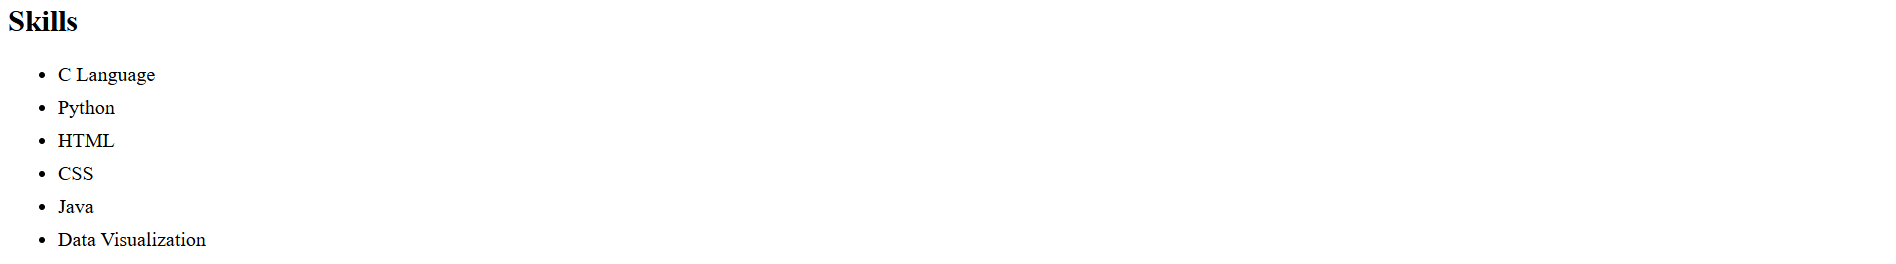 Skills
• C Language
• Python
• HTML
• CSS
• Java
• Data Visualization